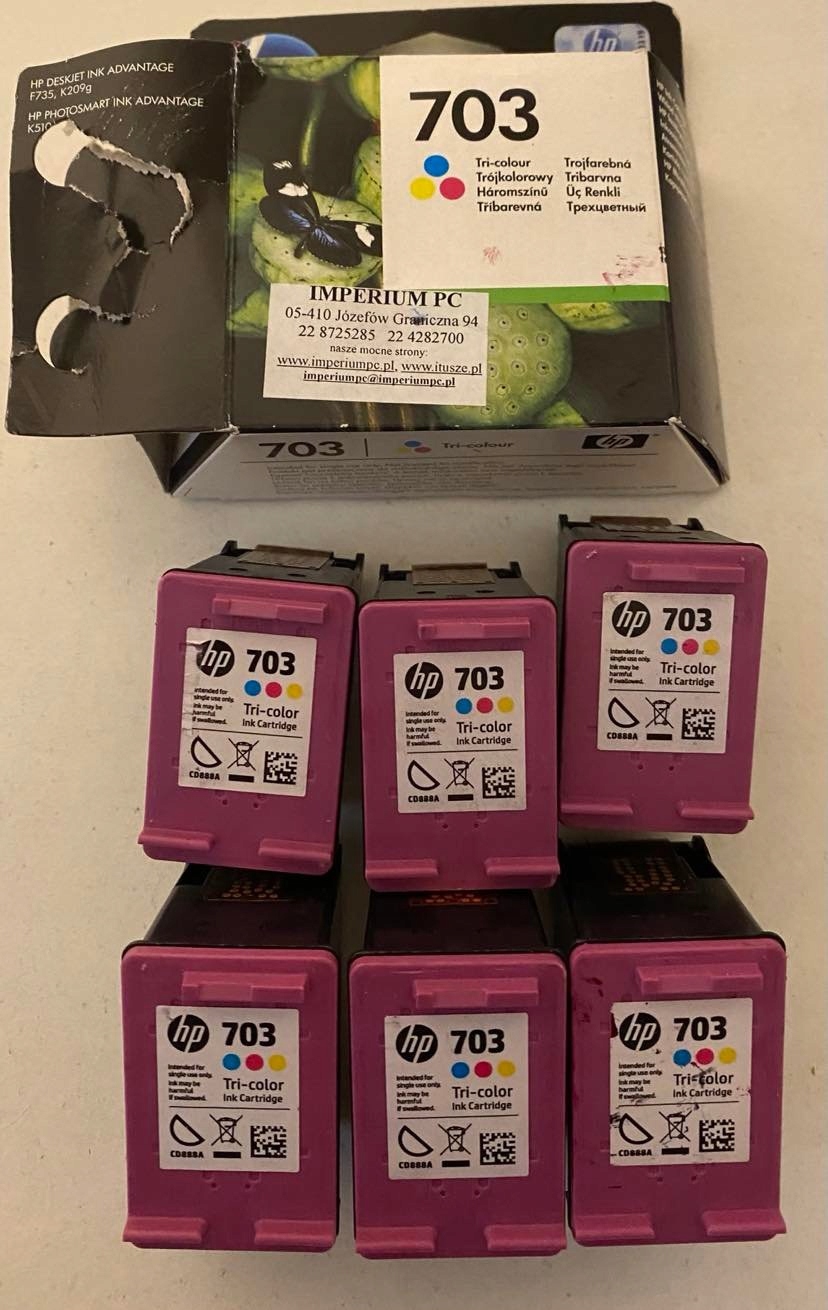 HP DESKJET INK ADVANTAGE
F735, K209g
HP PHOTOSMART INK ADVANTAGE
K510
hp
703
Tri-colour Trojfarebná
Trójkolorowy Tribarvna
Háromszínű Üç Renkli
Tříbarevná Трехцветный
IMPERIUM PC
05-410 Józefów Graniczna 94
22 8725285 22 4282700
nasze mocne strony:
www.imperiumpc.pl, www.itusze.pl
imperiumpc@imperiumpc.pl
703 Tri-colour hp
hp 703
Intended for
single use only.
Ink may be
harmful
if swallowed.
Tri-color
Ink Cartridge
CD888A
hp 703
Intended for
single use only.
Ink may be
harmful
if swallowed.
Tri-color
Ink Cartridge
CD888A
hp 703
Intended for
single use only.
Ink may be
harmful
if swallowed.
Tri-color
Ink Cartridge
CD888A
hp 703
Intended for
single use only.
Ink may be
harmful
if swallowed.
Tri-color
Ink Cartridge
CD888A
hp 703
Intended for
single use only.
Ink may be
harmful
if swallowed.
Tri-color
Ink Cartridge
CD888A
hp 703
Intended for
single use only.
Ink may be
harmful
if swallowed.
Tri-color
Ink Cartridge
CD888A